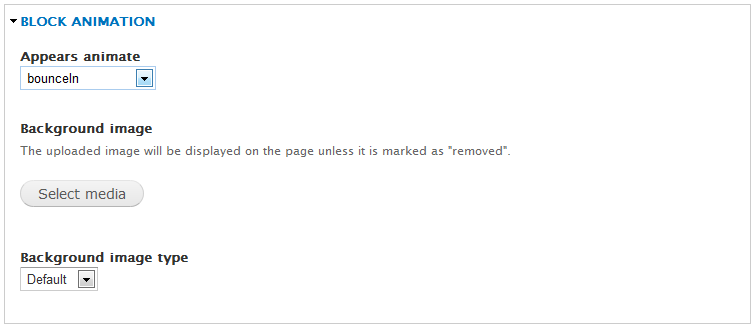 BLOCK ANIMATION
Appears animate
bounceIn
Background image
The uploaded image will be displayed on the page unless it is marked as "removed".
Select media
Background image type
Default